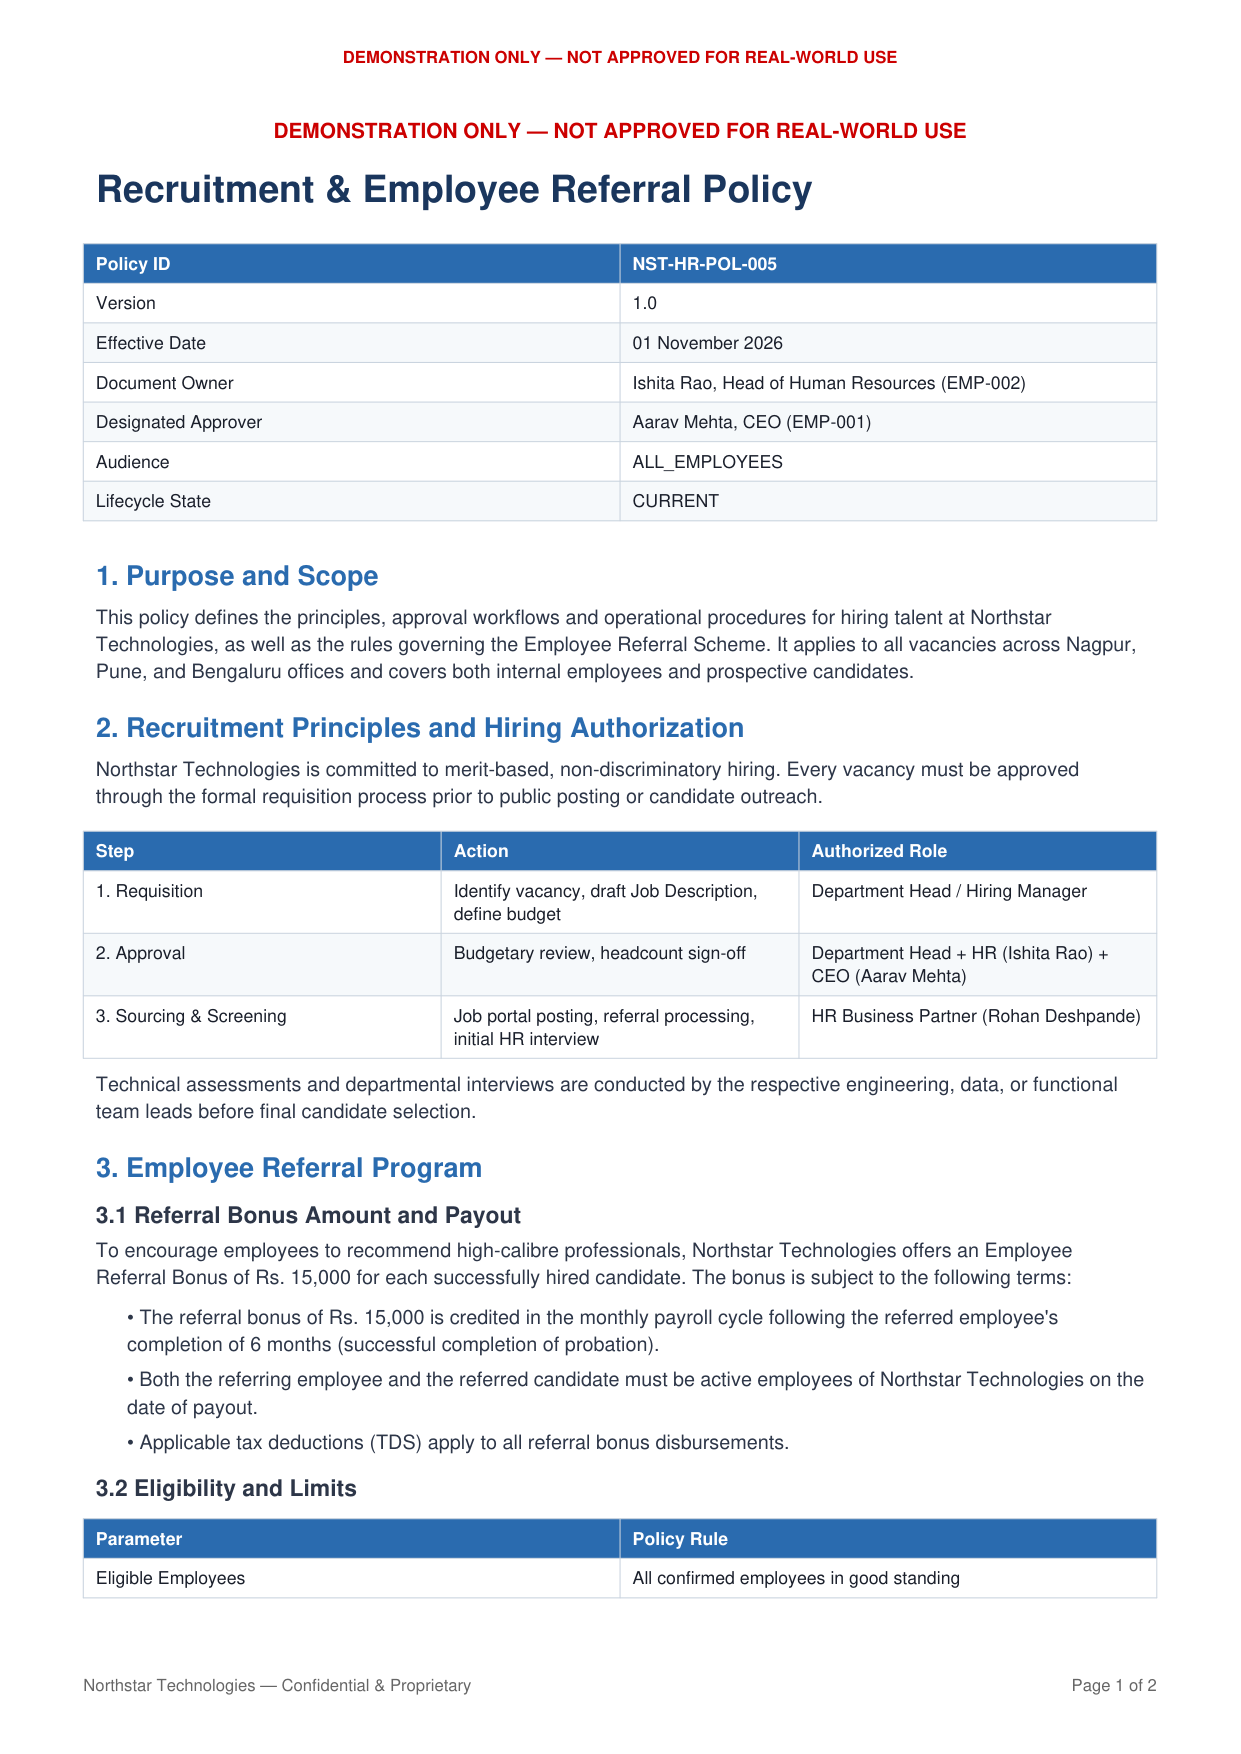 DEMONSTRATION ONLY — NOT APPROVED FOR REAL-WORLD USE
DEMONSTRATION ONLY — NOT APPROVED FOR REAL-WORLD USE
Recruitment & Employee Referral Policy
Policy ID NST-HR-POL-005
Version 1.0
Effective Date 01 November 2026
Document Owner Ishita Rao, Head of Human Resources (EMP-002)
Designated Approver Aarav Mehta, CEO (EMP-001)
Audience ALL_EMPLOYEES
Lifecycle State CURRENT
1. Purpose and Scope
This policy defines the principles, approval workflows and operational procedures for hiring talent at Northstar
Technologies, as well as the rules governing the Employee Referral Scheme. It applies to all vacancies across Nagpur,
Pune, and Bengaluru offices and covers both internal employees and prospective candidates.
2. Recruitment Principles and Hiring Authorization
Northstar Technologies is committed to merit-based, non-discriminatory hiring. Every vacancy must be approved
through the formal requisition process prior to public posting or candidate outreach.
Step Action Authorized Role
1. Requisition Identify vacancy, draft Job Description, Department Head / Hiring Manager
define budget
2. Approval Budgetary review, headcount sign-off Department Head + HR (Ishita Rao) +
CEO (Aarav Mehta)
3. Sourcing & Screening Job portal posting, referral processing, HR Business Partner (Rohan Deshpande)
initial HR interview
Technical assessments and departmental interviews are conducted by the respective engineering, data, or functional
team leads before final candidate selection.
3. Employee Referral Program
3.1 Referral Bonus Amount and Payout
To encourage employees to recommend high-calibre professionals, Northstar Technologies offers an Employee
Referral Bonus of Rs. 15,000 for each successfully hired candidate. The bonus is subject to the following terms:
• The referral bonus of Rs. 15,000 is credited in the monthly payroll cycle following the referred employee's
completion of 6 months (successful completion of probation).
• Both the referring employee and the referred candidate must be active employees of Northstar Technologies on the
date of payout.
• Applicable tax deductions (TDS) apply to all referral bonus disbursements.
3.2 Eligibility and Limits
Parameter Policy Rule
Eligible Employees All confirmed employees in good standing
Northstar Technologies — Confidential & Proprietary Page 1 of 2